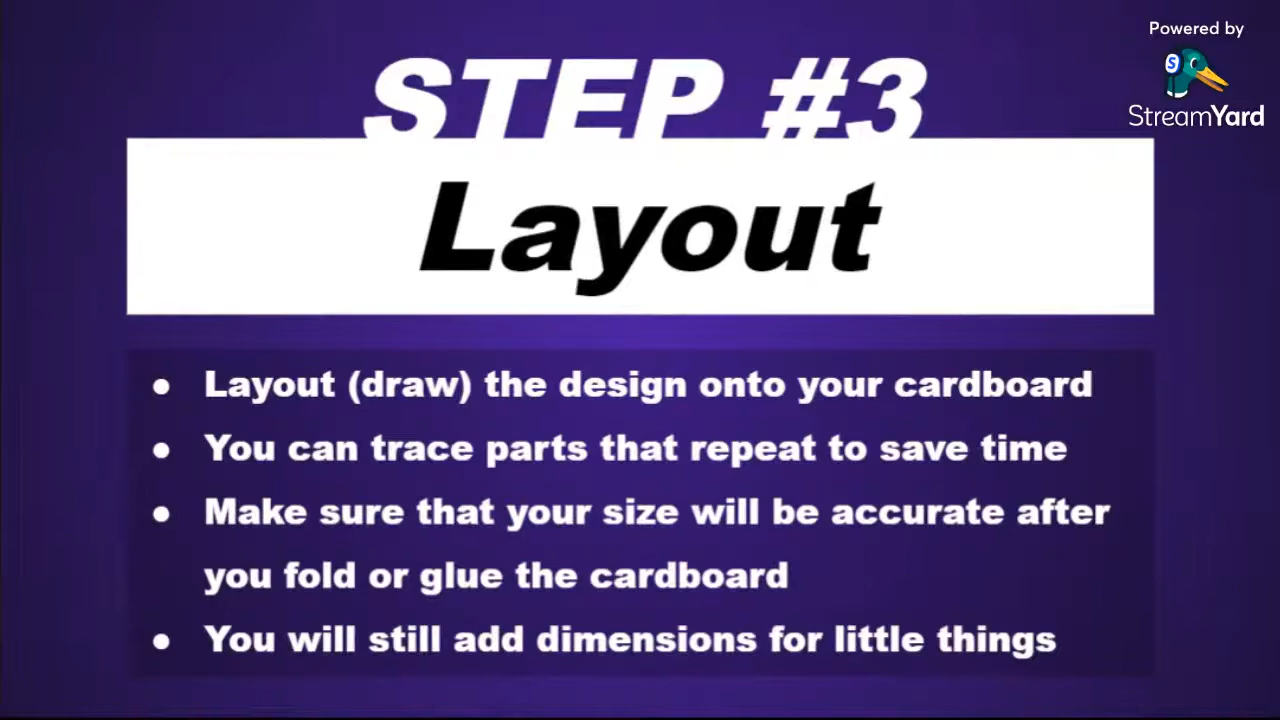 Powered by
StreamYard
STEP #3
Layout
● Layout (draw) the design onto your cardboard
● You can trace parts that repeat to save time
● Make sure that your size will be accurate after
you fold or glue the cardboard
● You will still add dimensions for little things